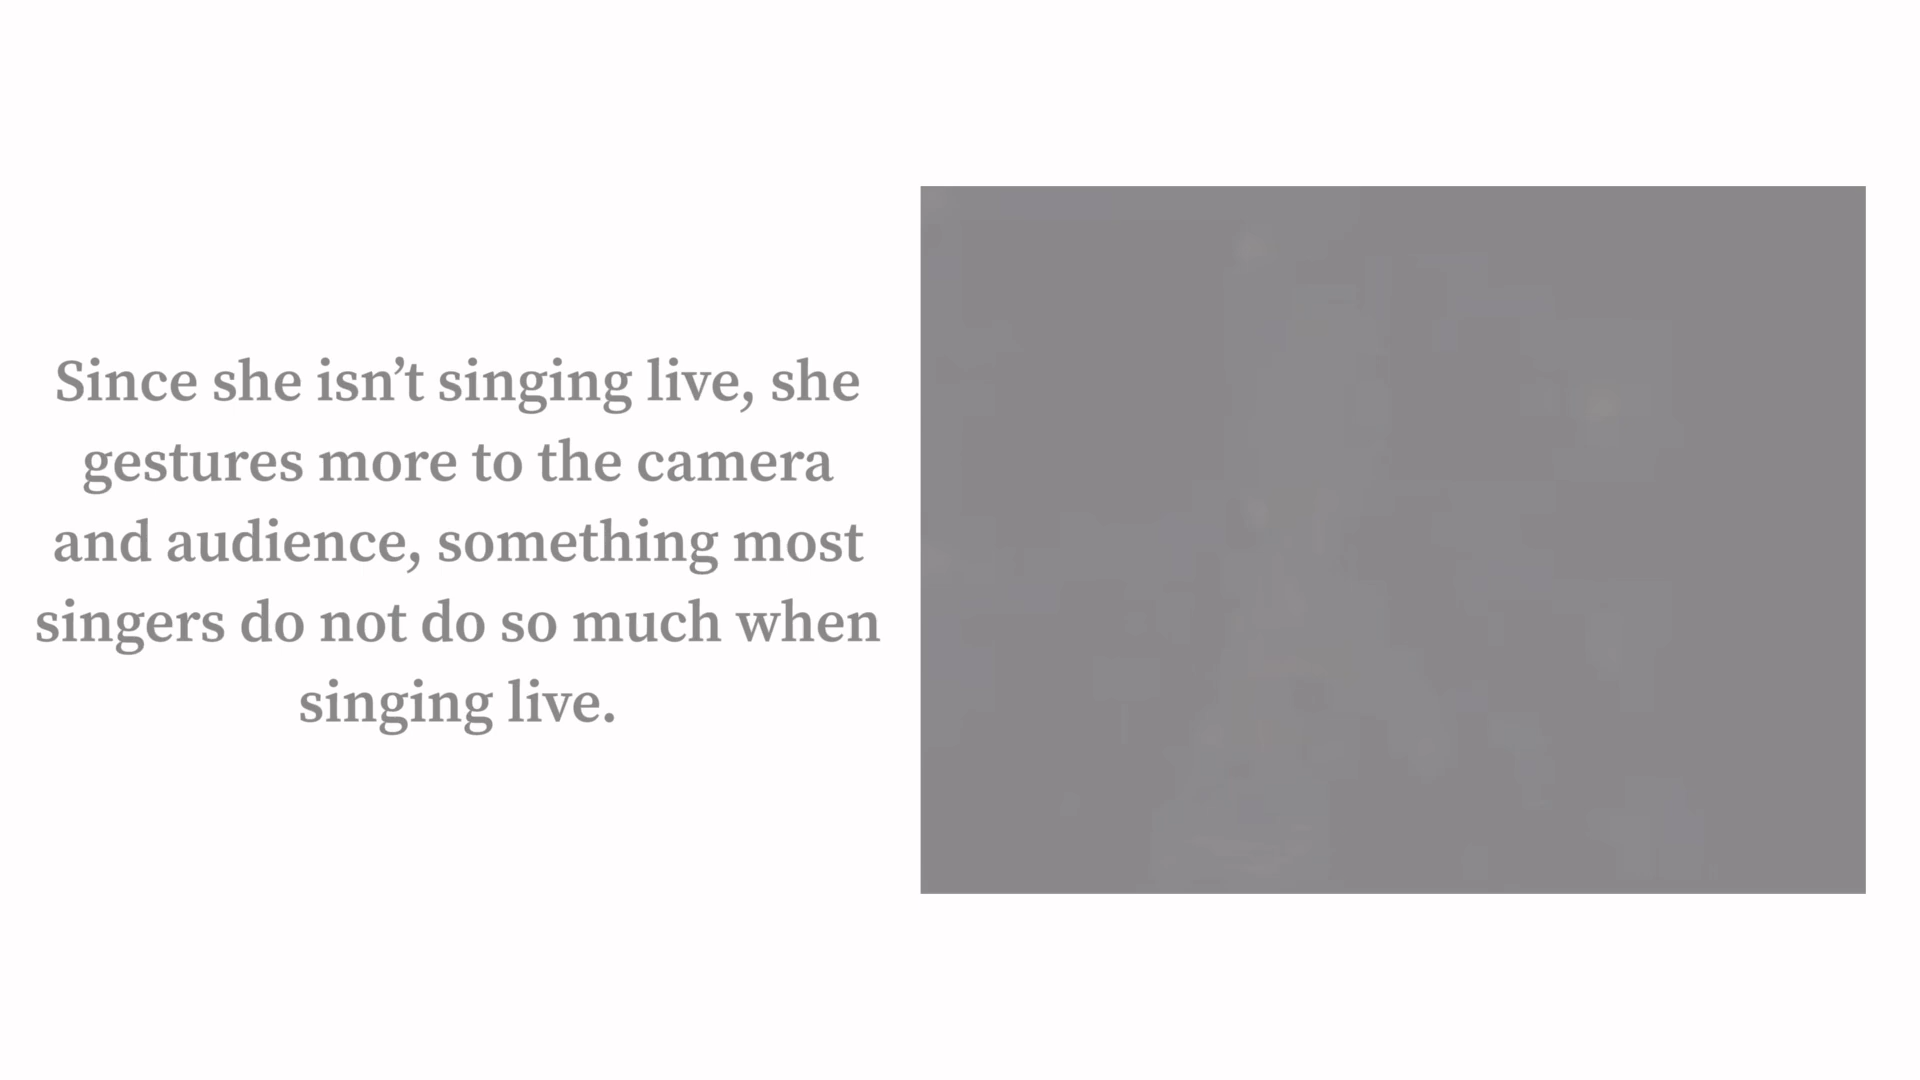 Since she isn’t singing live, she
gestures more to the camera
and audience, something most
singers do not do so much when
singing live.